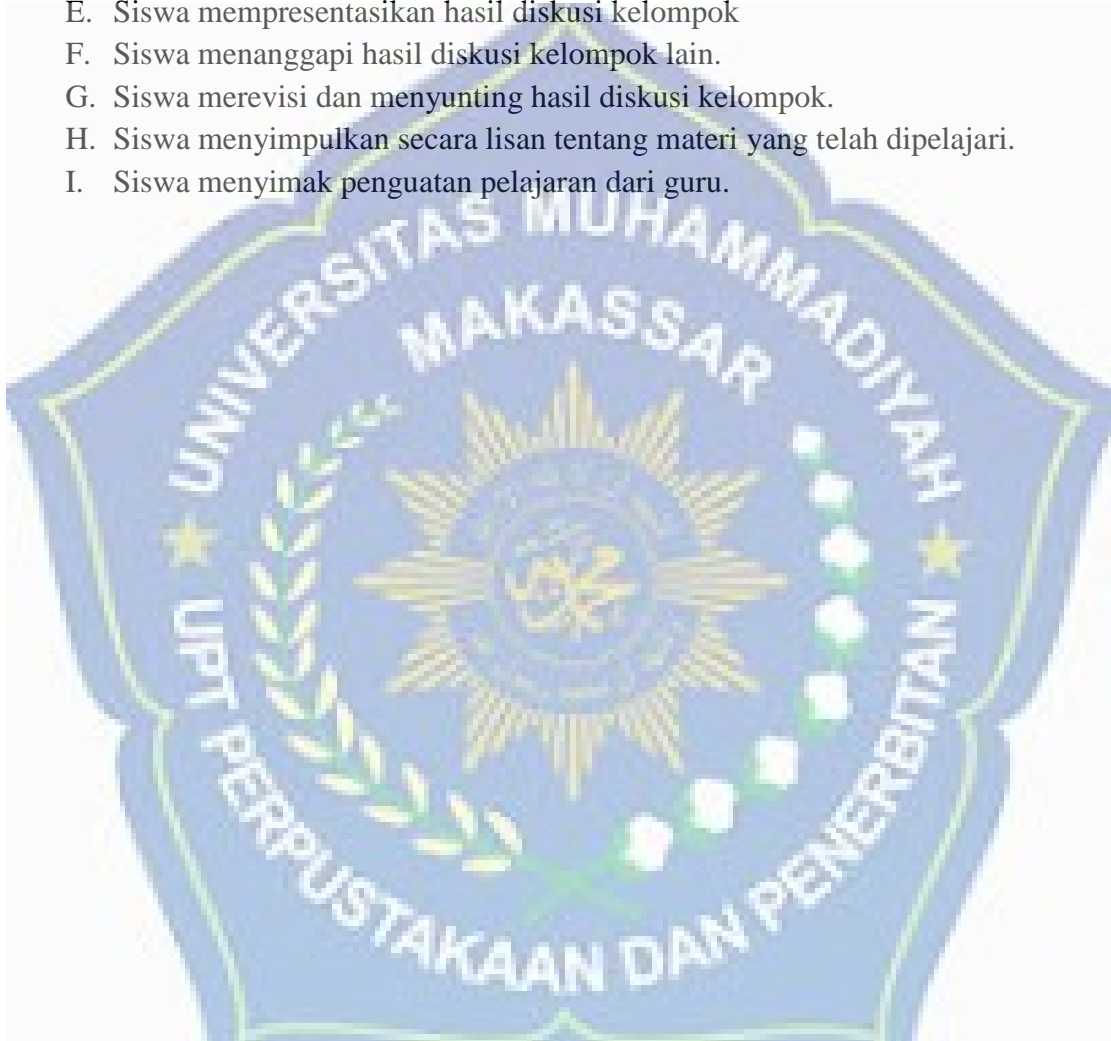 E. Siswa mempresentasikan hasil diskusi kelompok
F. Siswa menanggapi hasil diskusi kelompok lain.
G. Siswa merevisi dan menyunting hasil diskusi kelompok.
H. Siswa menyimpulkan secara lisan tentang materi yang telah dipelajari.
I. Siswa menyimak penguatan pelajaran dari guru.
UNIVERSITAS MUHAMMADIYAH
MAKASSAR
UPT PERPUSTAKAAN DAN PENERBITAN